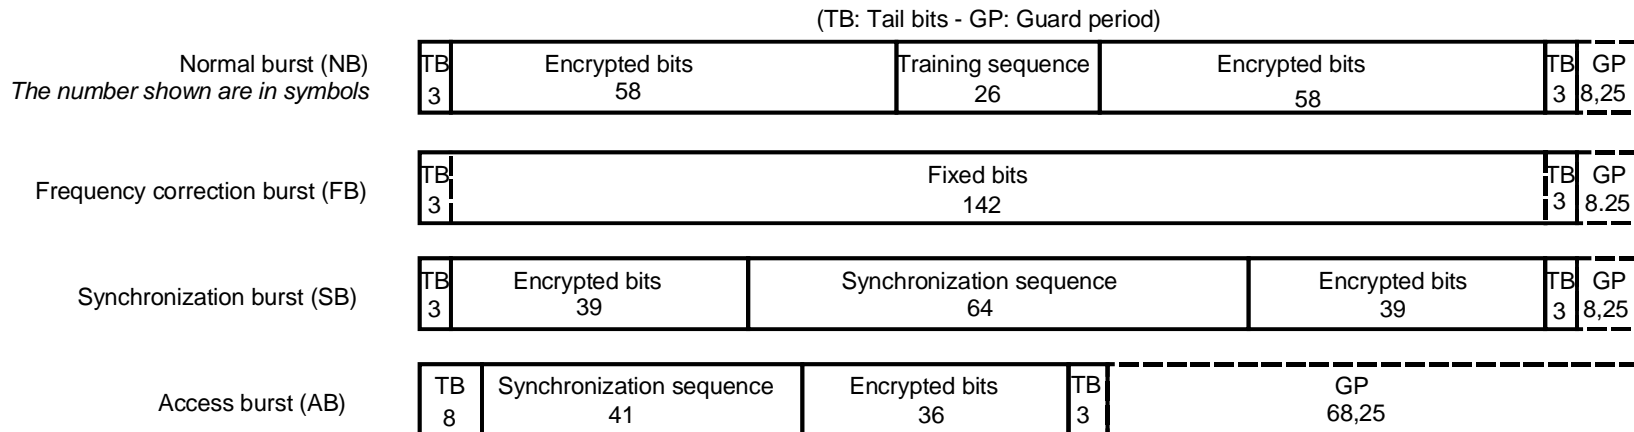 (TB: Tail bits - GP: Guard period)
Normal burst (NB)
The number shown are in symbols
TB
3
Encrypted bits
58
Training sequence
26
Encrypted bits
58
TB
3
GP
8,25
Frequency correction burst (FB)
TB
3
Fixed bits
142
TB
3
GP
8.25
Synchronization burst (SB)
TB
3
Encrypted bits
39
Synchronization sequence
64
Encrypted bits
39
TB
3
GP
8,25
Access burst (AB)
TB
8
Synchronization sequence
41
Encrypted bits
36
TB
3
GP
68,25